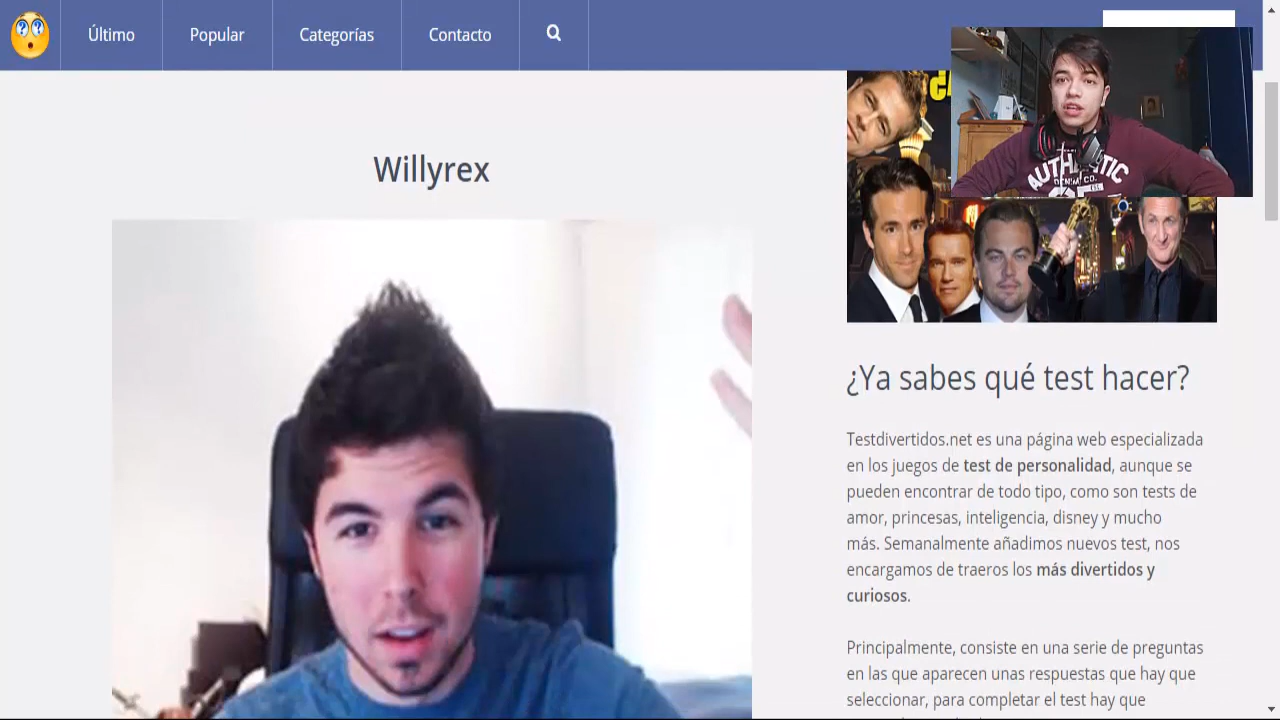 Último
Popular
Categorías
Contacto
Willyrex
AUTHENTIC
DENIM CO.
¿Ya sabes qué test hacer?
Testdivertidos.net es una página web especializada
en los juegos de test de personalidad, aunque se
pueden encontrar de todo tipo, como son tests de
amor, princesas, inteligencia, disney y mucho
más. Semanalmente añadimos nuevos test, nos
encargamos de traeros los más divertidos y
curiosos.
Principalmente, consiste en una serie de preguntas
en las que aparecen unas respuestas que hay que
seleccionar, para completar el test hay que